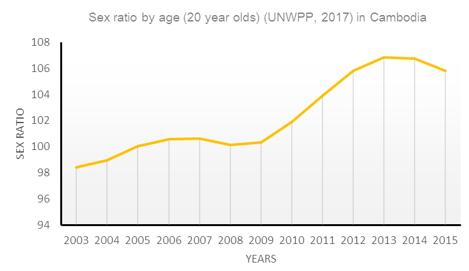 Sex ratio by age (20 year olds) (UNWPP, 2017) in Cambodia
108
106
104
102
100
98
96
94
SEX RATIO
2003 2004 2005 2006 2007 2008 2009 2010 2011 2012 2013 2014 2015
YEARS